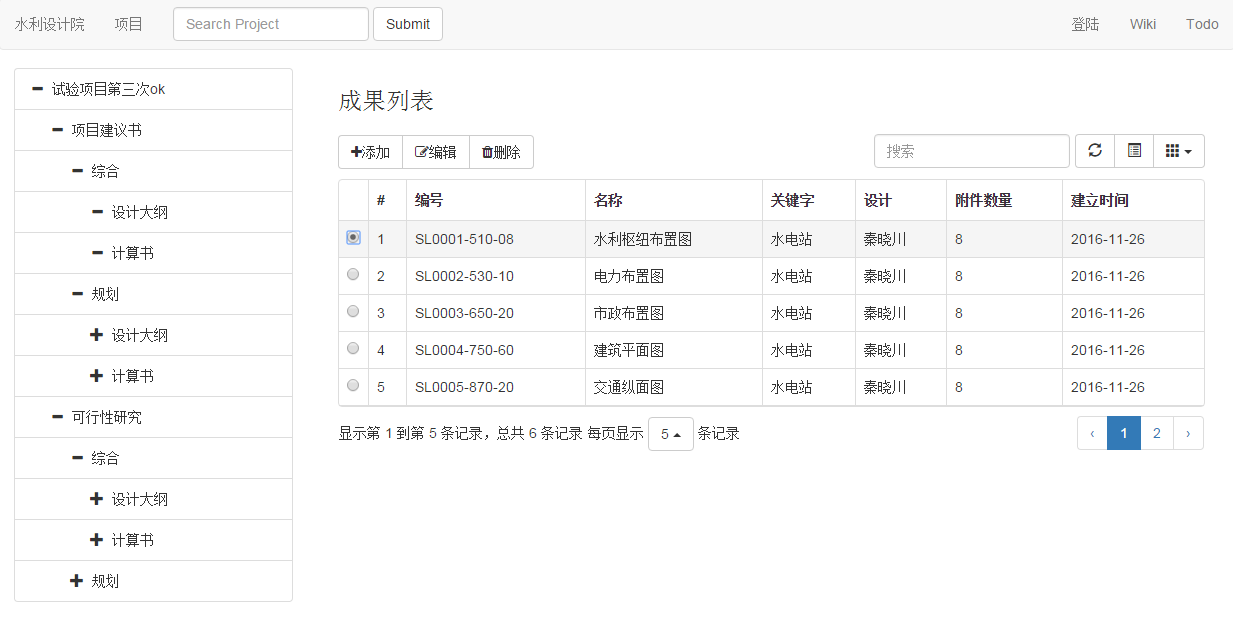 水利设计院 项目 Search Project Submit 登陆 Wiki Todo
试验项目第三次ok
项目建议书
综合
设计大纲
计算书
规划
设计大纲
计算书
可行性研究
综合
设计大纲
计算书
规划
成果列表
添加 编辑 删除 搜索
# 编号 名称 关键字 设计 附件数量 建立时间
1 SL0001-510-08 水利枢纽布置图 水电站 秦晓川 8 2016-11-26
2 SL0002-530-10 电力布置图 水电站 秦晓川 8 2016-11-26
3 SL0003-650-20 市政布置图 水电站 秦晓川 8 2016-11-26
4 SL0004-750-60 建筑平面图 水电站 秦晓川 8 2016-11-26
5 SL0005-870-20 交通纵面图 水电站 秦晓川 8 2016-11-26
显示第 1 到第 5 条记录，总共 6 条记录 每页显示 5 条记录 ‹ 1 2 ›